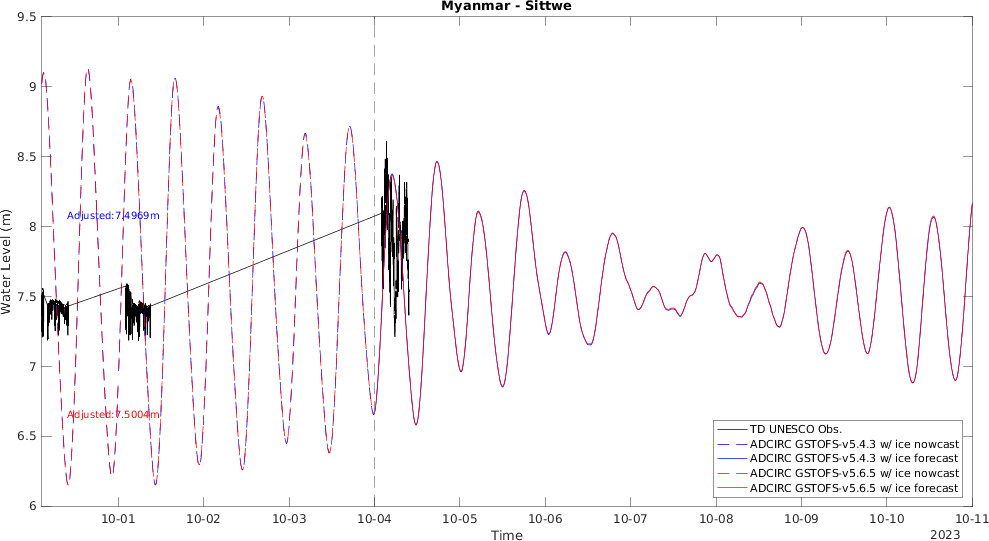 Myanmar - Sittwe
9.5
9
8.5
8
7.5
7
6.5
6
Water Level (m)
Adjusted:7.4969m
Adjusted:7.5004m
TD UNESCO Obs.
ADCIRC GSTOFS-v5.4.3 w/ ice nowcast
ADCIRC GSTOFS-v5.4.3 w/ ice forecast
ADCIRC GSTOFS-v5.6.5 w/ ice nowcast
ADCIRC GSTOFS-v5.6.5 w/ ice forecast
10-01 10-02 10-03 10-04 10-05 10-06 10-07 10-08 10-09 10-10 10-11
Time
2023